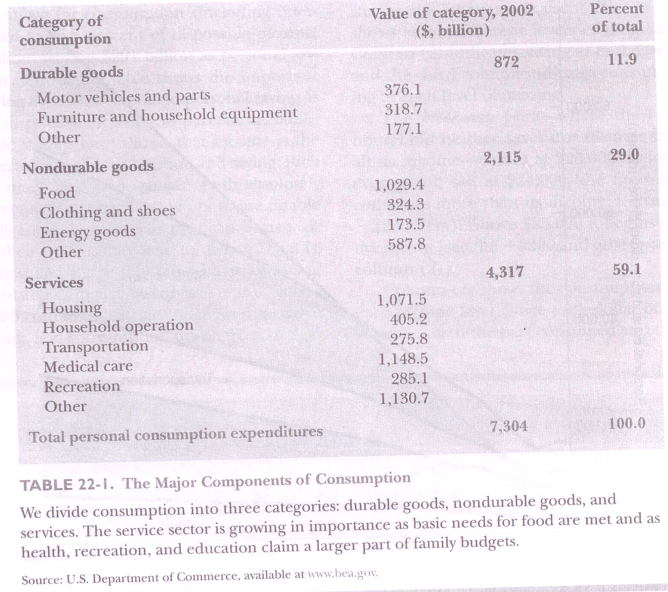 Category of consumption Value of category, 2002 ($, billion) Percent of total
Durable goods 872 11.9
Motor vehicles and parts 376.1
Furniture and household equipment 318.7
Other 177.1
Nondurable goods 2,115 29.0
Food 1,029.4
Clothing and shoes 324.3
Energy goods 173.5
Other 587.8
Services 4,317 59.1
Housing 1,071.5
Household operation 405.2
Transportation 275.8
Medical care 1,148.5
Recreation 285.1
Other 1,130.7
Total personal consumption expenditures 7,304 100.0
TABLE 22-1. The Major Components of Consumption
We divide consumption into three categories: durable goods, nondurable goods, and
services. The service sector is growing in importance as basic needs for food are met and as
health, recreation, and education claim a larger part of family budgets.
Source: U.S. Department of Commerce, available at www.bea.gov.